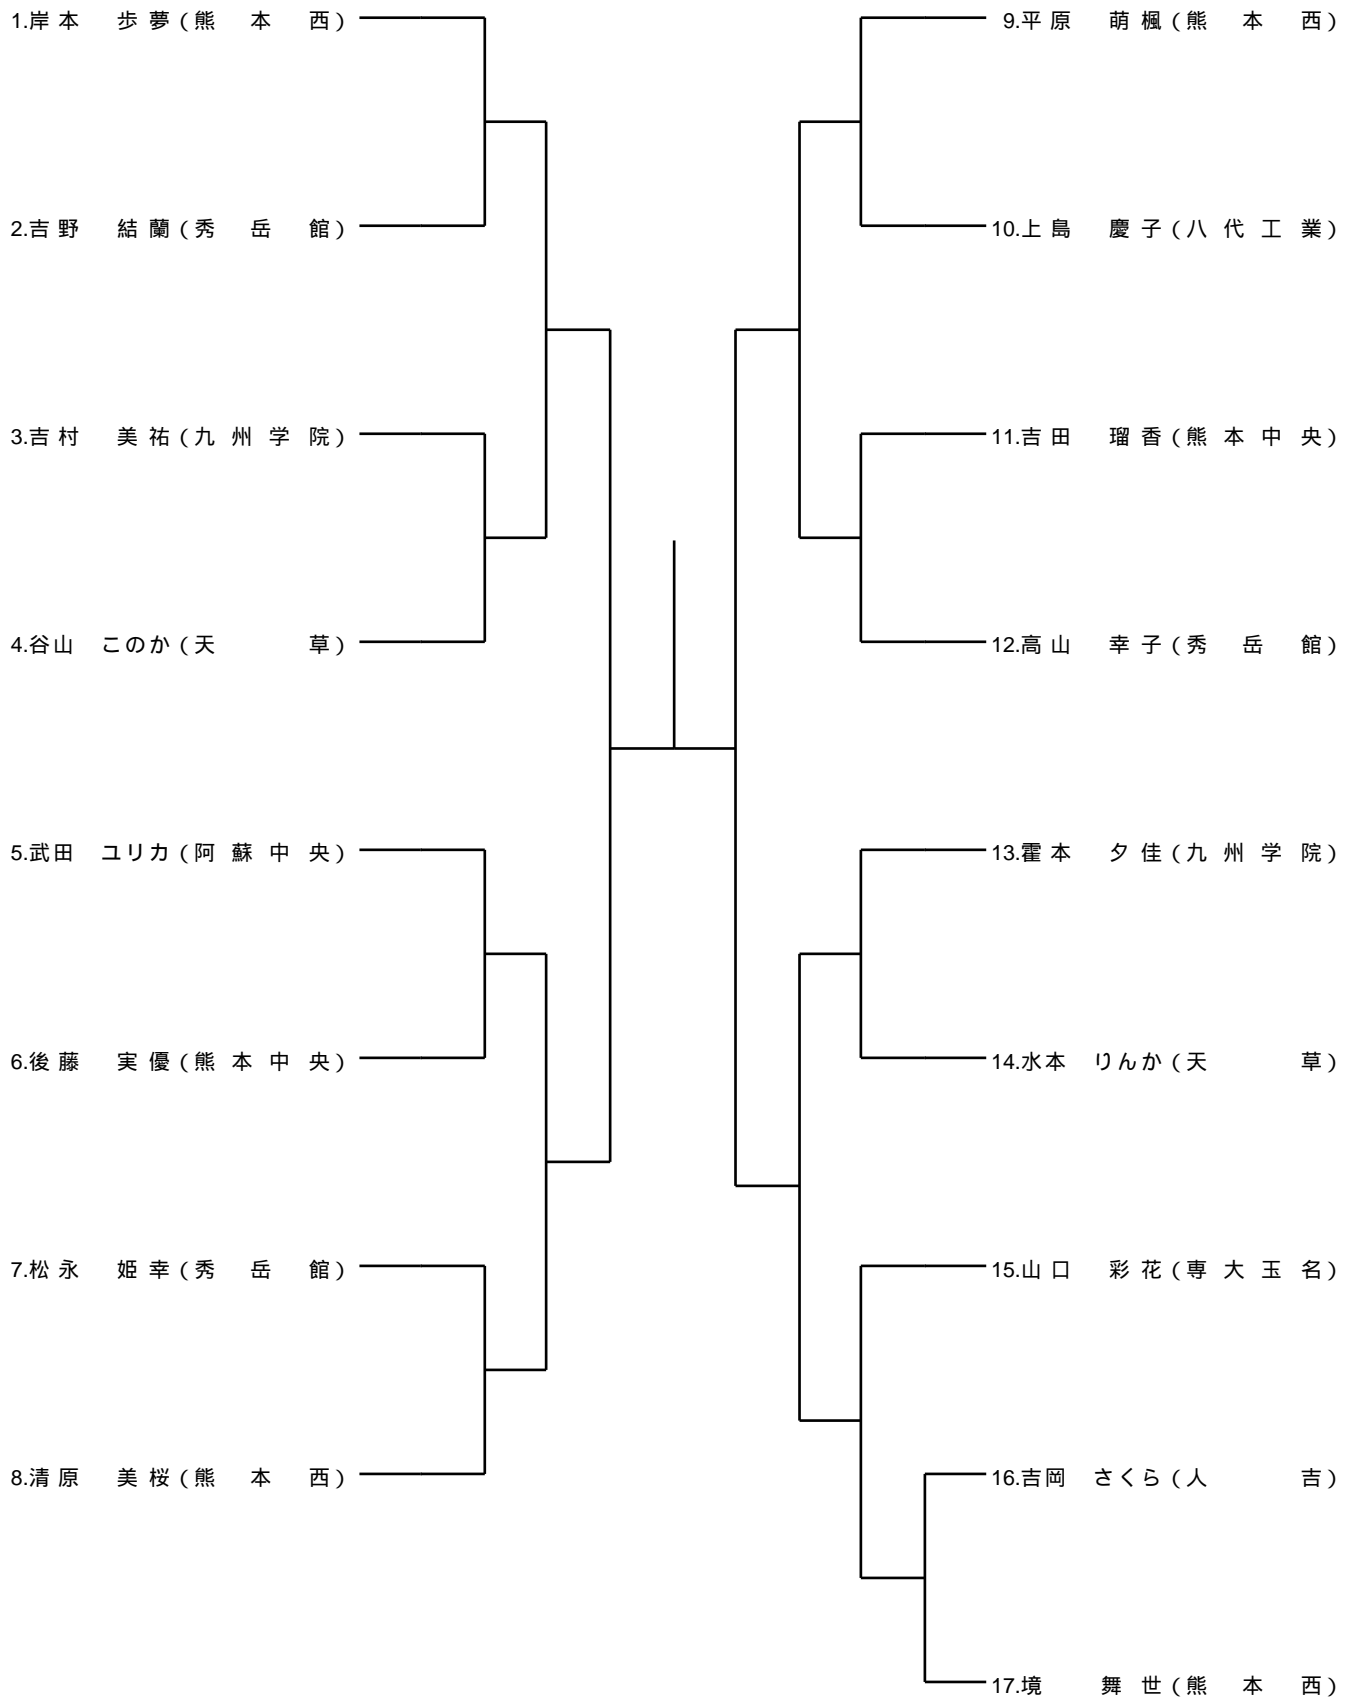 1.岸本 歩夢(熊本西)
2.吉野 結蘭(秀岳館)
3.吉村 美祐(九州学院)
4.谷山 このか(天草)
5.武田 ユリカ(阿蘇中央)
6.後藤 実優(熊本中央)
7.松永 姫幸(秀岳館)
8.清原 美桜(熊本西)
9.平原 萌楓(熊本西)
10.上島 慶子(八代工業)
11.吉田 瑠香(熊本中央)
12.高山 幸子(秀岳館)
13.霍本 夕佳(九州学院)
14.水本 りんか(天草)
15.山口 彩花(専大玉名)
16.吉岡 さくら(人吉)
17.境 舞世(熊本西)